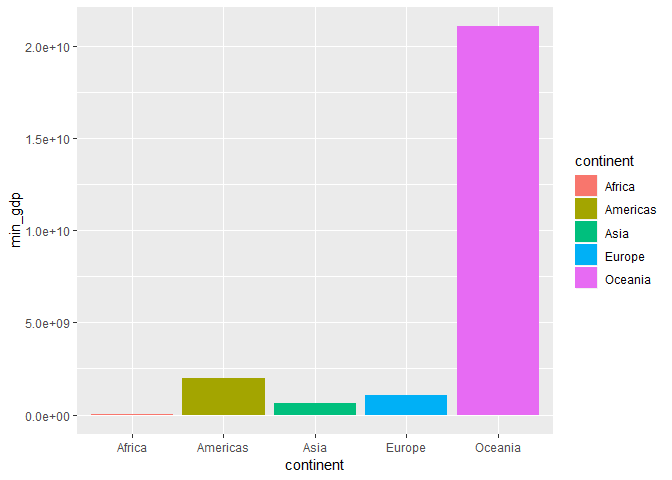 min_gdp
2.0e+10
1.5e+10
1.0e+10
5.0e+09
0.0e+00
Africa
Americas
Asia
Europe
Oceania
continent
continent
Africa
Americas
Asia
Europe
Oceania